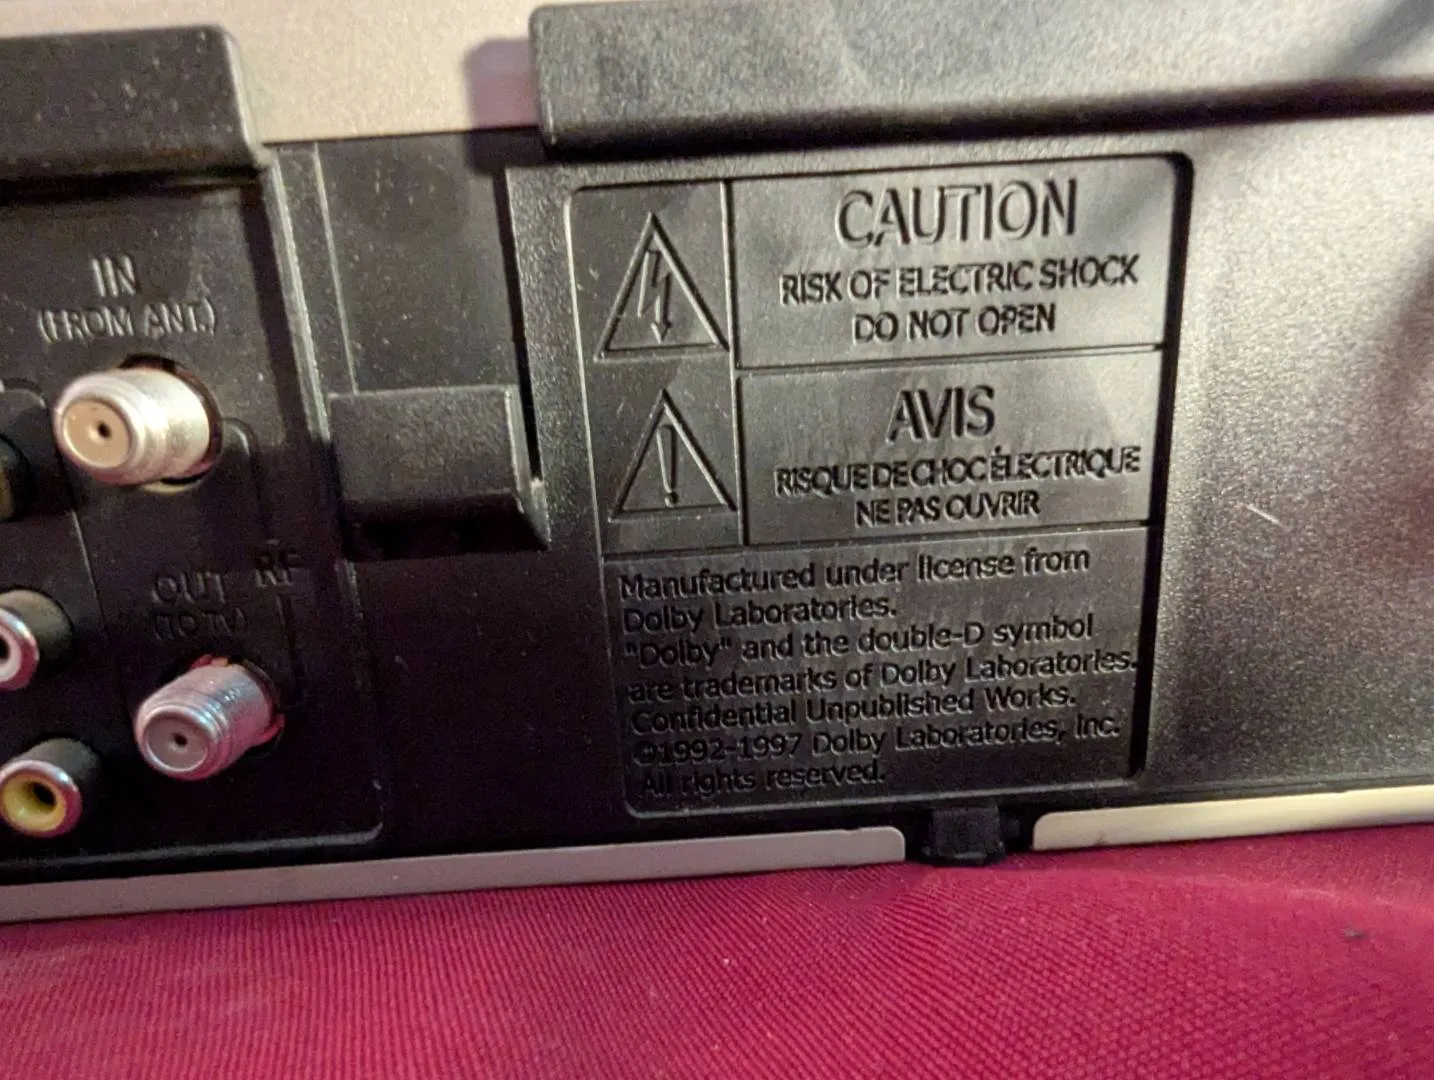 IN
(FROM ANT.)
OUT RF
(TO TV)
CAUTION
RISK OF ELECTRIC SHOCK
DO NOT OPEN
AVIS
RISQUE DE CHOC ÉLECTRIQUE
NE PAS OUVRIR
Manufactured under license from
Dolby Laboratories.
"Dolby" and the double-D symbol
are trademarks of Dolby Laboratories.
Confidential Unpublished Works.
©1992-1997 Dolby Laboratories, Inc.
All rights reserved.